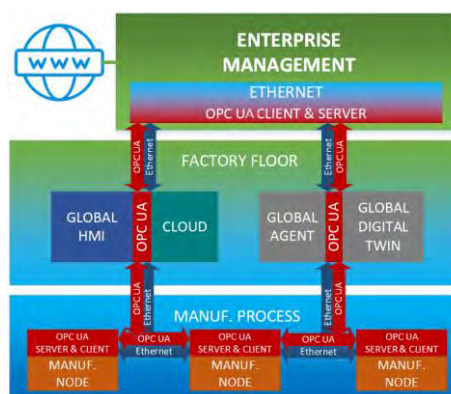 WWW
ENTERPRISE
MANAGEMENT
ETHERNET
OPC UA CLIENT & SERVER
OPC UA
Ethernet
Ethernet
OPC UA
FACTORY FLOOR
GLOBAL
HMI
OPC UA
CLOUD
GLOBAL
AGENT
OPC UA
GLOBAL
DIGITAL
TWIN
OPC UA
Ethernet
Ethernet
OPC UA
MANUF. PROCESS
OPC UA
SERVER & CLIENT
MANUF.
NODE
OPC UA
Ethernet
OPC UA
SERVER & CLIENT
MANUF.
NODE
OPC UA
Ethernet
OPC UA
SERVER & CLIENT
MANUF.
NODE